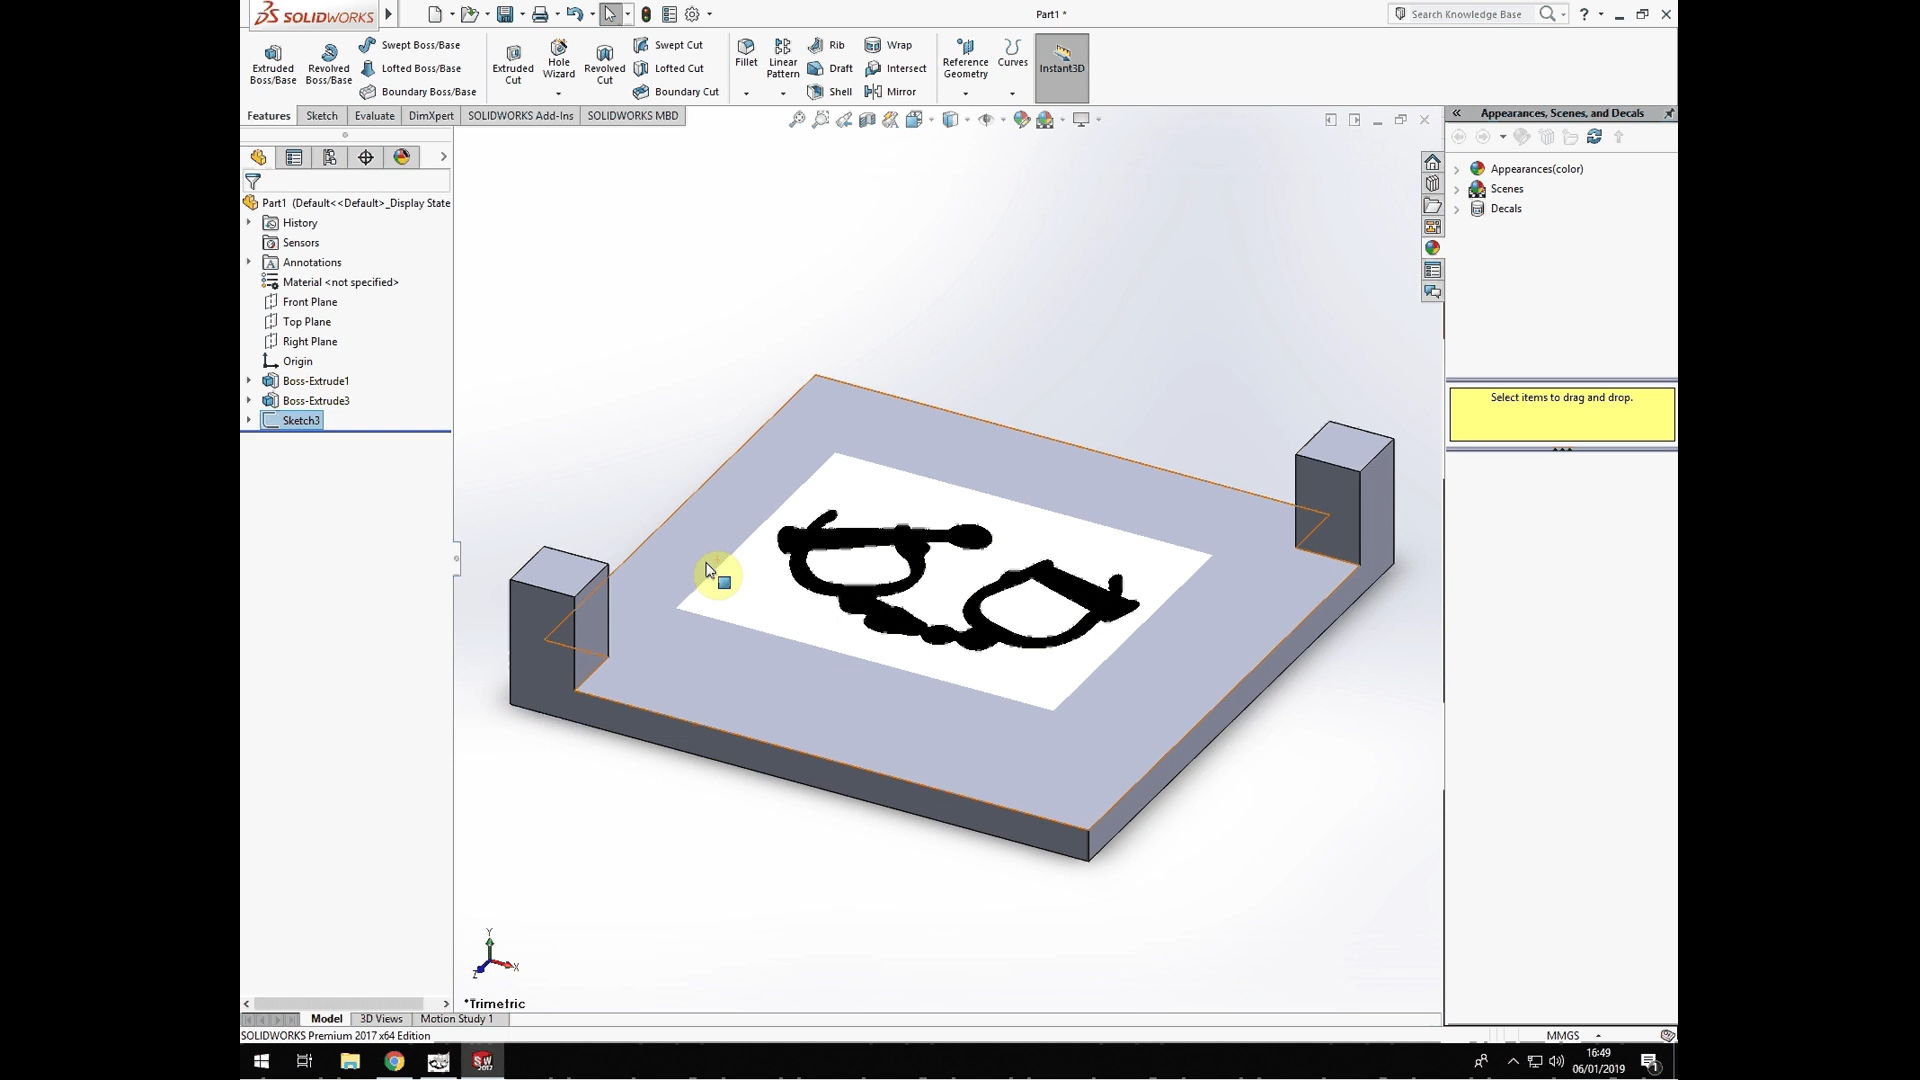 SOLIDWORKS
Part1 *
Search Knowledge Base
?
Extruded Boss/Base
Revolved Boss/Base
Swept Boss/Base
Lofted Boss/Base
Boundary Boss/Base
Extruded Cut
Hole Wizard
Revolved Cut
Swept Cut
Lofted Cut
Boundary Cut
Fillet
Linear Pattern
Rib
Draft
Shell
Wrap
Intersect
Mirror
Reference Geometry
Curves
Instant3D
Features
Sketch
Evaluate
DimXpert
SOLIDWORKS Add-Ins
SOLIDWORKS MBD
Part1 (Default<<Default>_Display State
History
Sensors
Annotations
Material <not specified>
Front Plane
Top Plane
Right Plane
Origin
Boss-Extrude1
Boss-Extrude3
Sketch3
Appearances, Scenes, and Decals
Appearances(color)
Scenes
Decals
Select items to drag and drop.
Y
X
Z
*Trimetric
Model
3D Views
Motion Study 1
SOLIDWORKS Premium 2017 x64 Edition
MMGS
SW
2017
16:49
06/01/2019
1